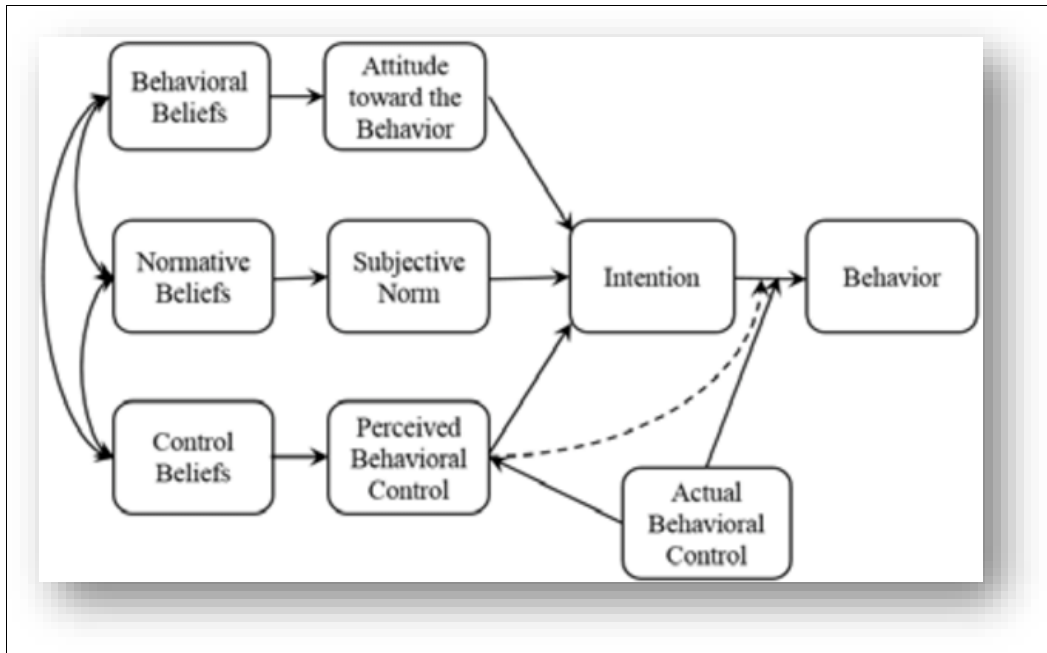 Behavioral
Beliefs
Attitude
toward the
Behavior
Normative
Beliefs
Subjective
Norm
Intention
Behavior
Control
Beliefs
Perceived
Behavioral
Control
Actual
Behavioral
Control